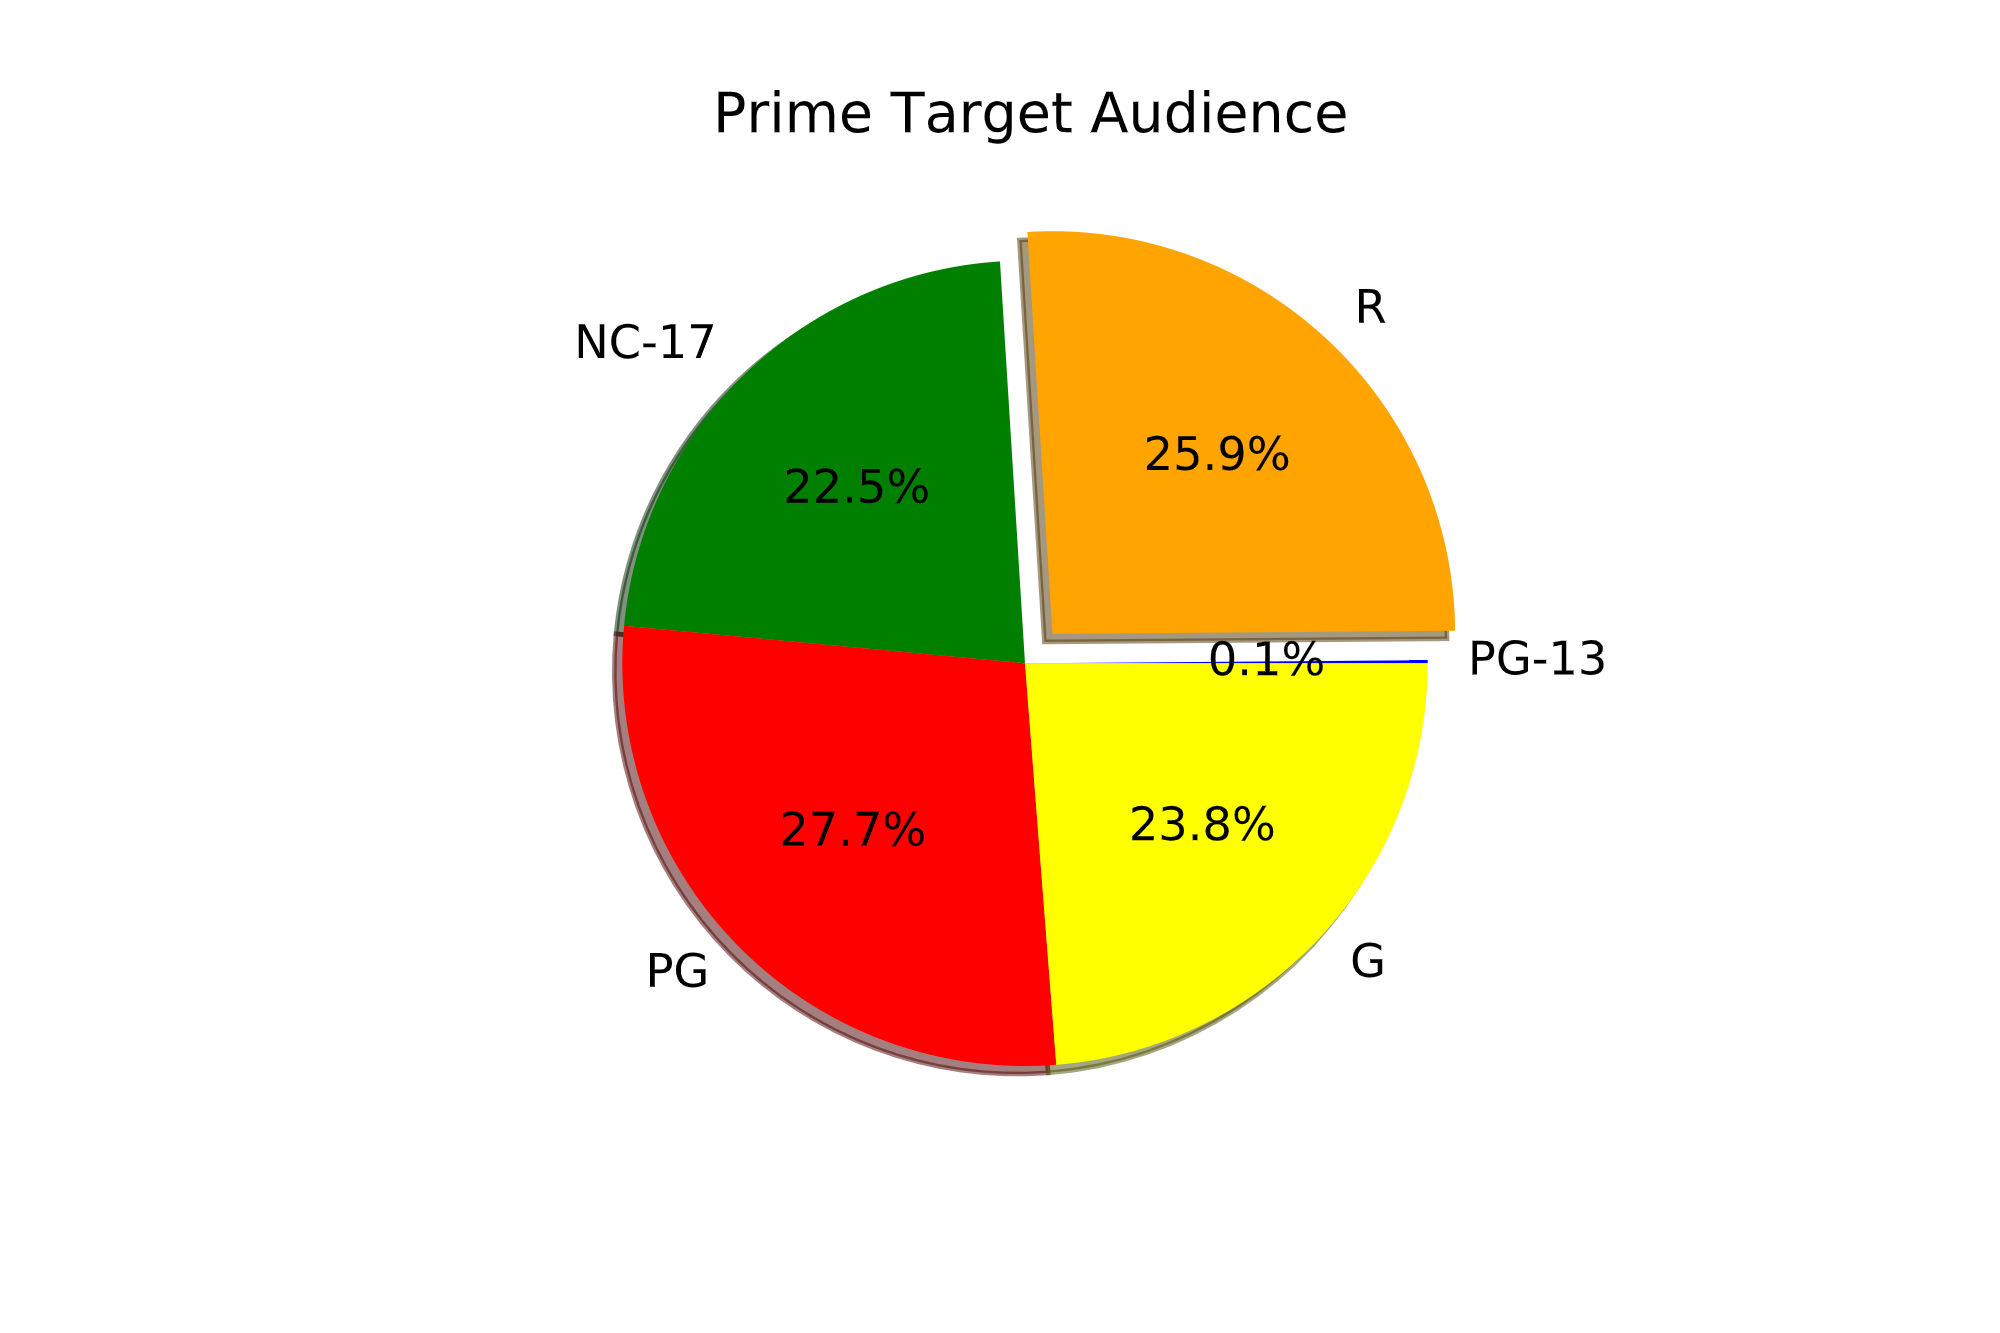 Prime Target Audience
R
NC-17
25.9%
22.5%
0.1%
PG-13
23.8%
27.7%
G
PG